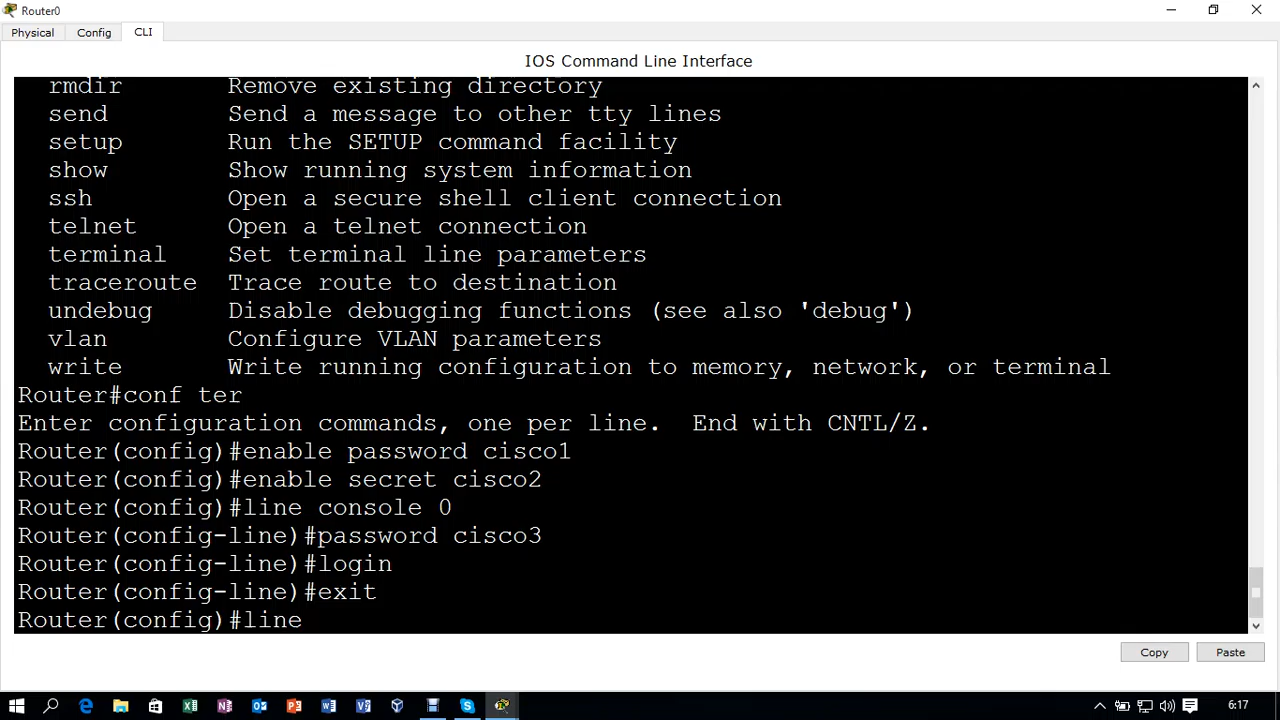 Router0
Physical Config CLI
IOS Command Line Interface
rmdir Remove existing directory
send Send a message to other tty lines
setup Run the SETUP command facility
show Show running system information
ssh Open a secure shell client connection
telnet Open a telnet connection
terminal Set terminal line parameters
traceroute Trace route to destination
undebug Disable debugging functions (see also 'debug')
vlan Configure VLAN parameters
write Write running configuration to memory, network, or terminal
Router#conf ter
Enter configuration commands, one per line. End with CNTL/Z.
Router(config)#enable password cisco1
Router(config)#enable secret cisco2
Router(config)#line console 0
Router(config-line)#password cisco3
Router(config-line)#login
Router(config-line)#exit
Router(config)#line
Copy Paste
6:17